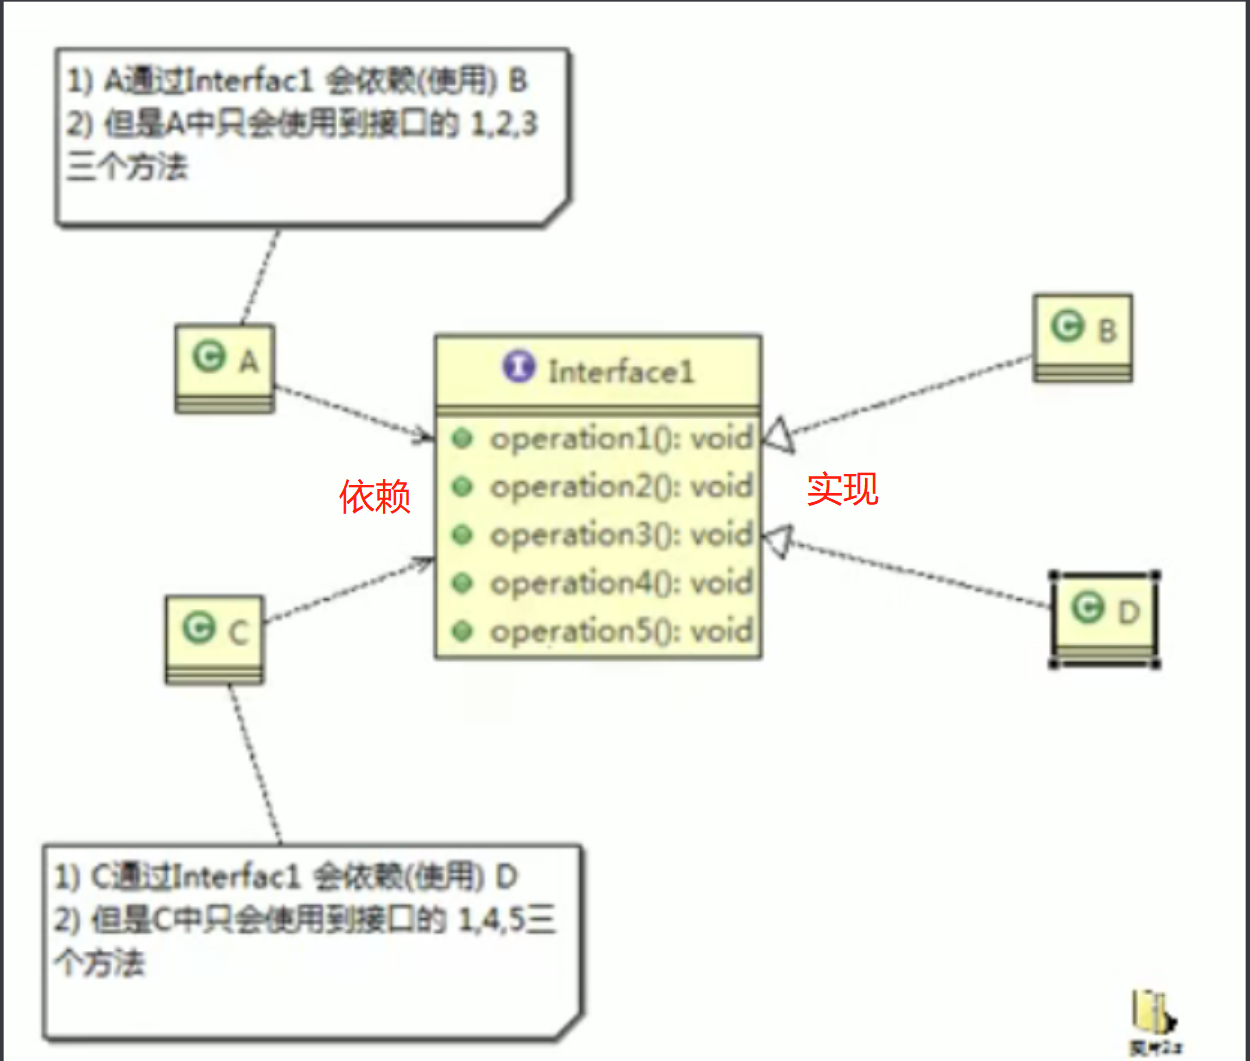 1) A通过Interfac1 会依赖(使用) B
2) 但是A中只会使用到接口的 1,2,3
三个方法
C A
I Interface1
operation1(): void
operation2(): void
operation3(): void
operation4(): void
operation5(): void
C B
依赖
实现
C C
C D
1) C通过Interfac1 会依赖(使用) D
2) 但是C中只会使用到接口的 1,4,5三
个方法